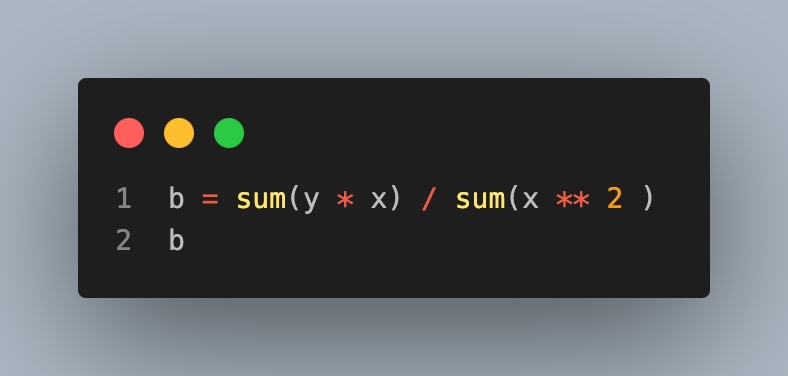 1 b = sum(y * x) / sum(x ** 2 )
2 b